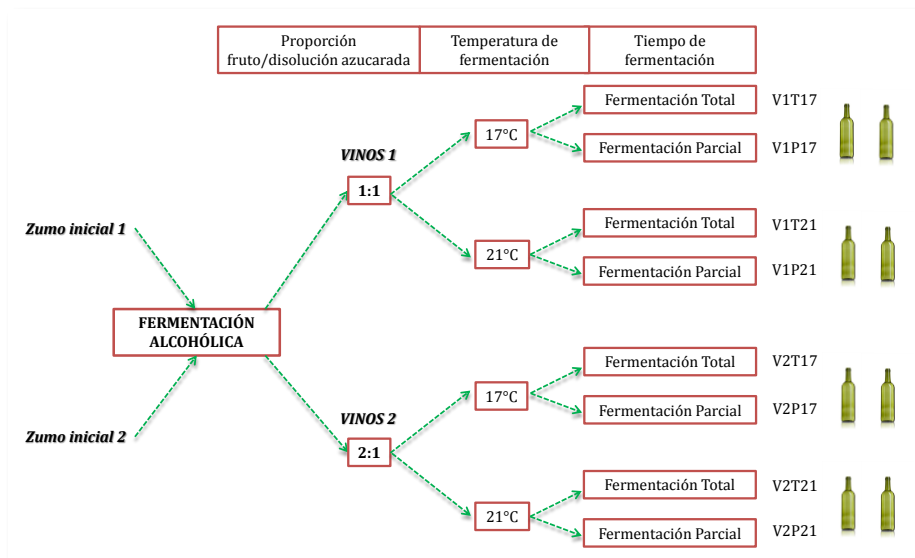 Proporción
fruto/disolución azucarada
Temperatura de
fermentación
Tiempo de
fermentación
Fermentación Total
V1T17
17°C
VINOS 1
Fermentación Parcial
V1P17
1:1
Fermentación Total
V1T21
Zumo inicial 1
21°C
Fermentación Parcial
V1P21
FERMENTACIÓN
ALCOHÓLICA
Fermentación Total
V2T17
17°C
Fermentación Parcial
V2P17
VINOS 2
Zumo inicial 2
2:1
Fermentación Total
V2T21
21°C
Fermentación Parcial
V2P21